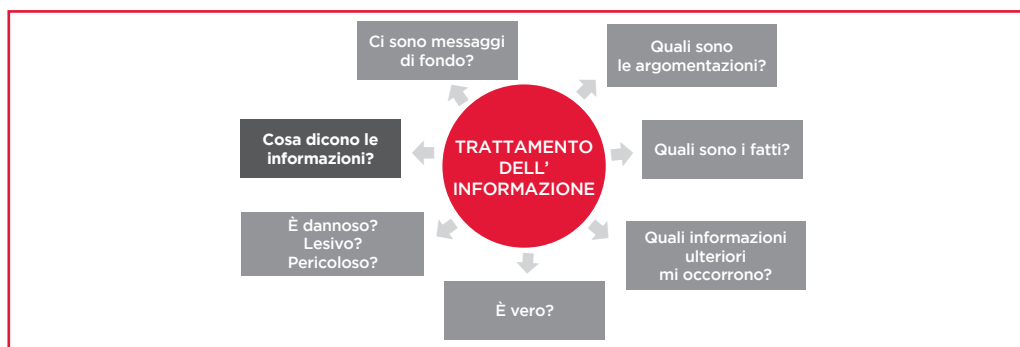 Ci sono messaggi
di fondo?
Quali sono
le argomentazioni?
Cosa dicono le
informazioni?
TRATTAMENTO
DELL'
INFORMAZIONE
Quali sono i fatti?
È dannoso?
Lesivo?
Pericoloso?
Quali informazioni
ulteriori
mi occorrono?
È vero?